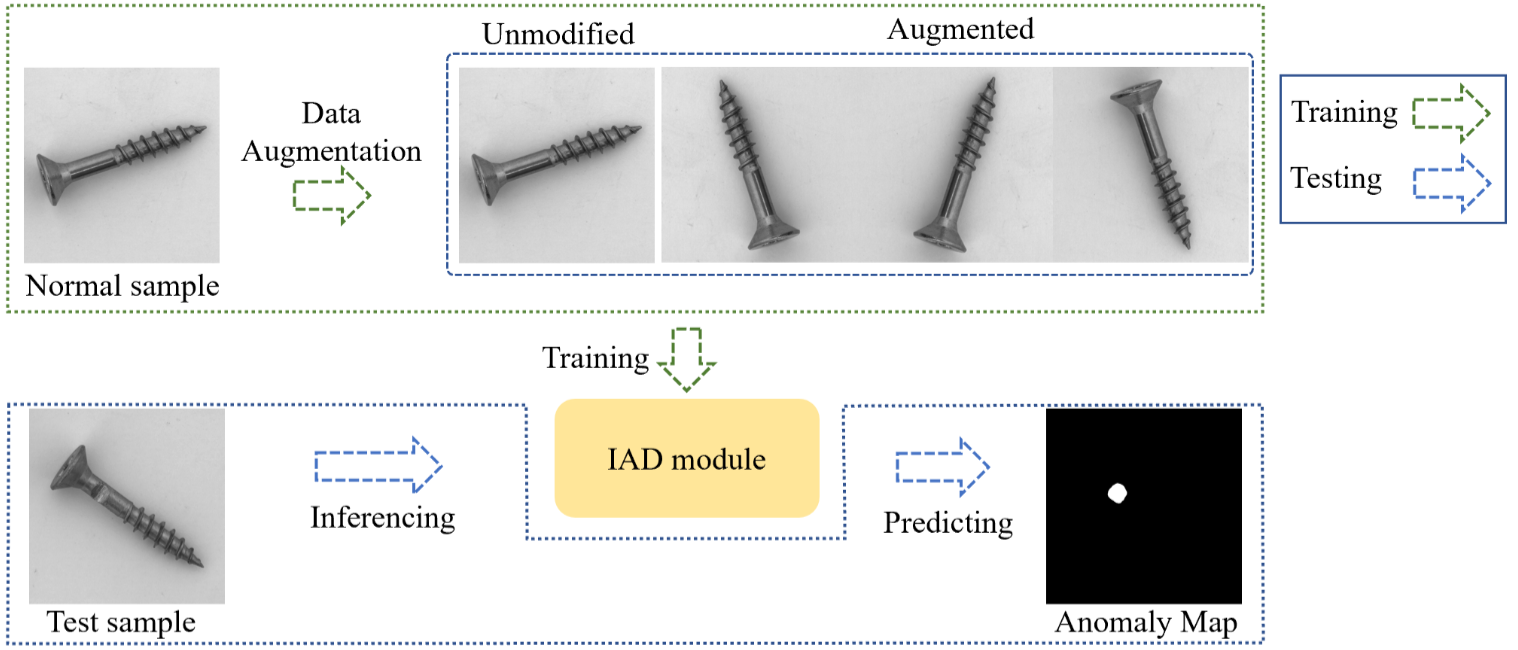 Unmodified
Augmented
Data
Augmentation
Normal sample
Training
Testing
Training
IAD module
Inferencing
Predicting
Test sample
Anomaly Map